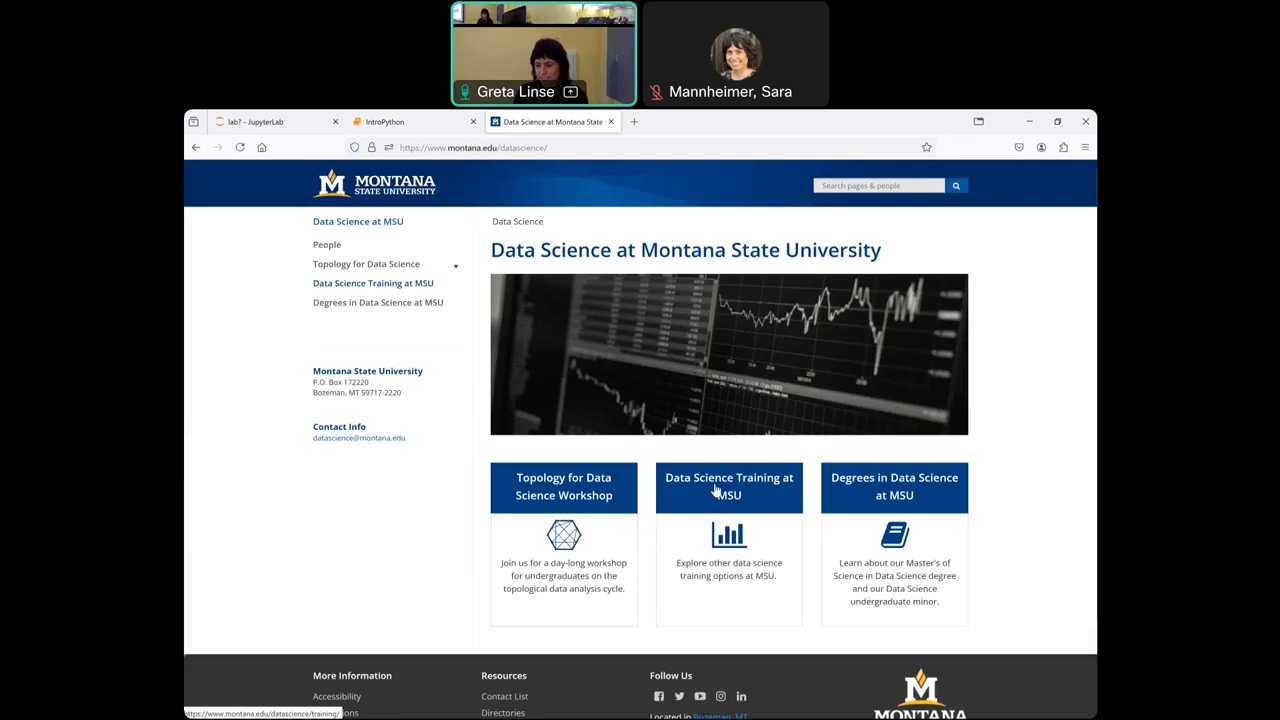 Greta Linse
Mannheimer, Sara
lab? - JupyterLab
IntroPython
Data Science at Montana State
https://www.montana.edu/datascience/
MONTANA
STATE UNIVERSITY
Search pages & people
Data Science at MSU
People
Topology for Data Science
Data Science Training at MSU
Degrees in Data Science at MSU
Montana State University
P.O. Box 172220
Bozeman, MT 59717-2220
Contact Info
datascience@montana.edu
Data Science
Data Science at Montana State University
Topology for Data
Science Workshop
Join us for a day-long workshop
for undergraduates on the
topological data analysis cycle.
Data Science Training at
MSU
Explore other data science
training options at MSU.
Degrees in Data Science
at MSU
Learn about our Master's of
Science in Data Science degree
and our Data Science
undergraduate minor.
More Information
Accessibility
Resources
Contact List
Directories
Follow Us
Located in Bozeman, MT
MONTANA
https://www.montana.edu/datascience/training/